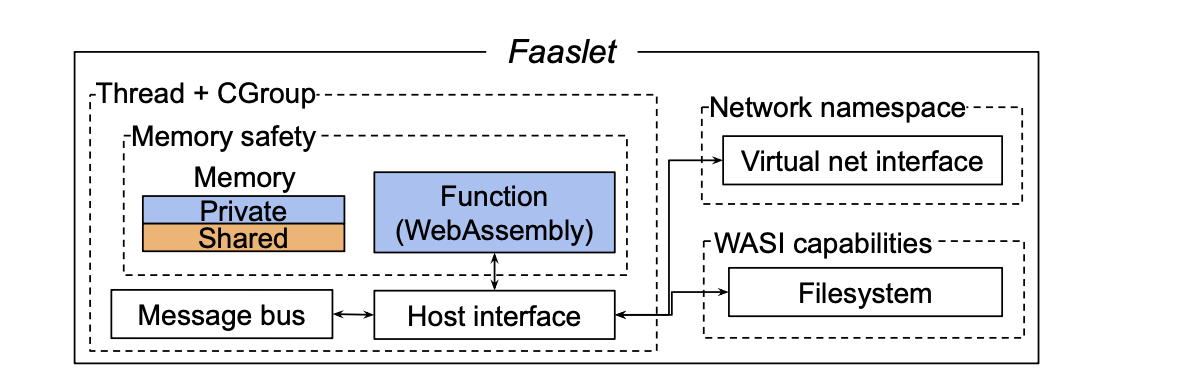 Faaslet
Thread + CGroup
Memory safety
Memory
Private
Shared
Function
(WebAssembly)
Message bus
Host interface
Network namespace
Virtual net interface
WASI capabilities
Filesystem